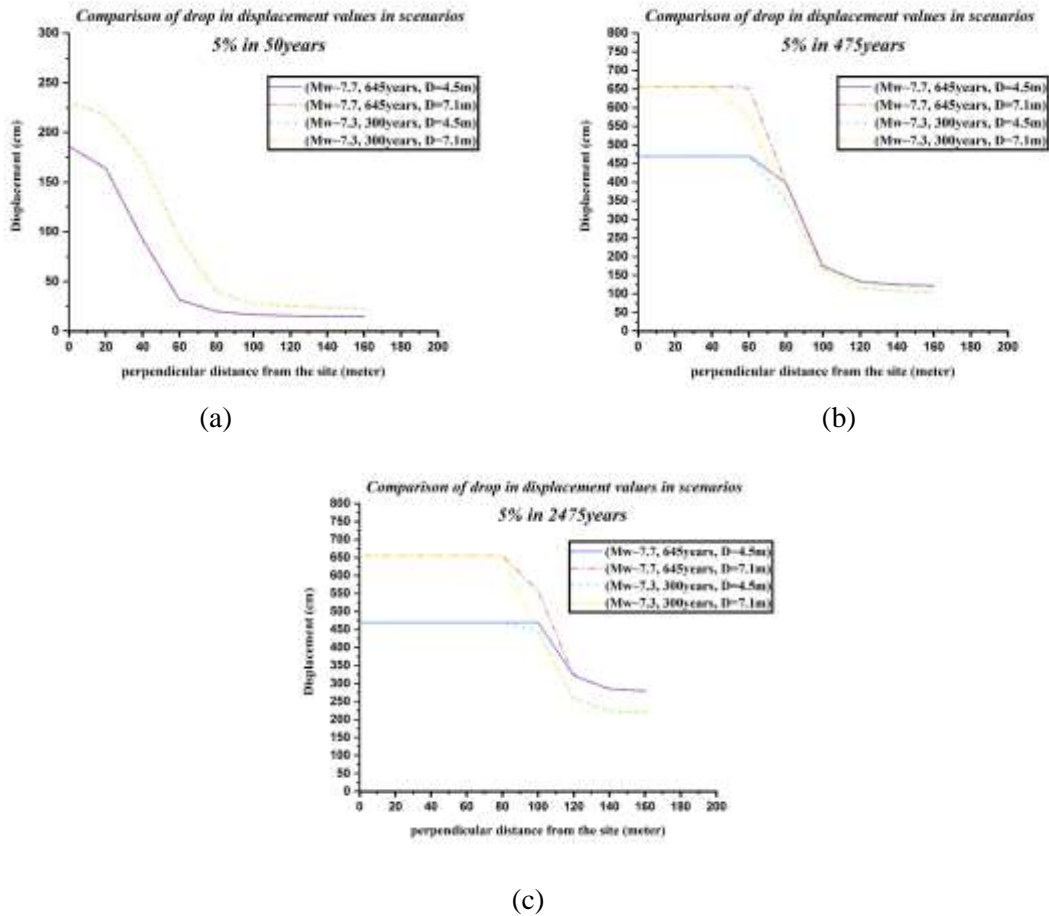 Comparison of drop in displacement values in scenarios
5% in 50years
300
250
200
150
100
50
0
Displacement (cm)
(Mw~7.7, 645years, D=4.5m)
(Mw~7.7, 645years, D=7.1m)
(Mw~7.3, 300years, D=4.5m)
(Mw~7.3, 300years, D=7.1m)
0 20 40 60 80 100 120 140 160 180 200
perpendicular distance from the site (meter)
(a)
Comparison of drop in displacement values in scenarios
5% in 475years
800
750
700
650
600
550
500
450
400
350
300
250
200
150
100
50
0
Displacement (cm)
(Mw~7.7, 645years, D=4.5m)
(Mw~7.7, 645years, D=7.1m)
(Mw~7.3, 300years, D=4.5m)
(Mw~7.3, 300years, D=7.1m)
0 20 40 60 80 100 120 140 160 180 200
perpendicular distance from the site (meter)
(b)
Comparison of drop in displacement values in scenarios
5% in 2475years
800
750
700
650
600
550
500
450
400
350
300
250
200
150
100
50
0
Displacement (cm)
(Mw~7.7, 645years, D=4.5m)
(Mw~7.7, 645years, D=7.1m)
(Mw~7.3, 300years, D=4.5m)
(Mw~7.3, 300years, D=7.1m)
0 20 40 60 80 100 120 140 160 180 200
perpendicular distance from the site (meter)
(c)